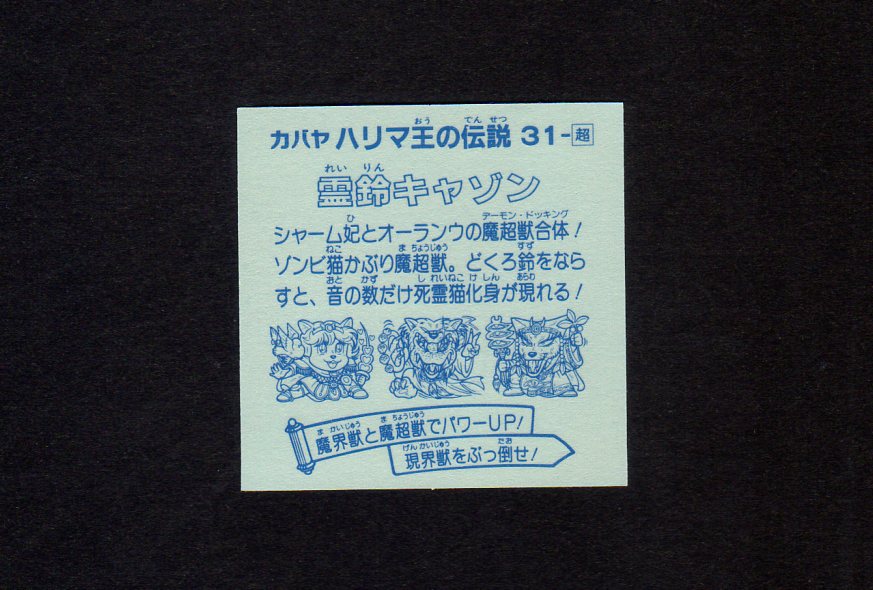 カバヤ ハリマ王の伝説 31-超
霊鈴キャゾン
シャーム妃とオーランウの魔超獣合体!
ゾンビ猫かぶり魔超獣。どくろ鈴をなら
すと、音の数だけ死霊猫化身が現れる!
魔界獣と魔超獣でパワーUP!
現界獣をぶっ倒せ!